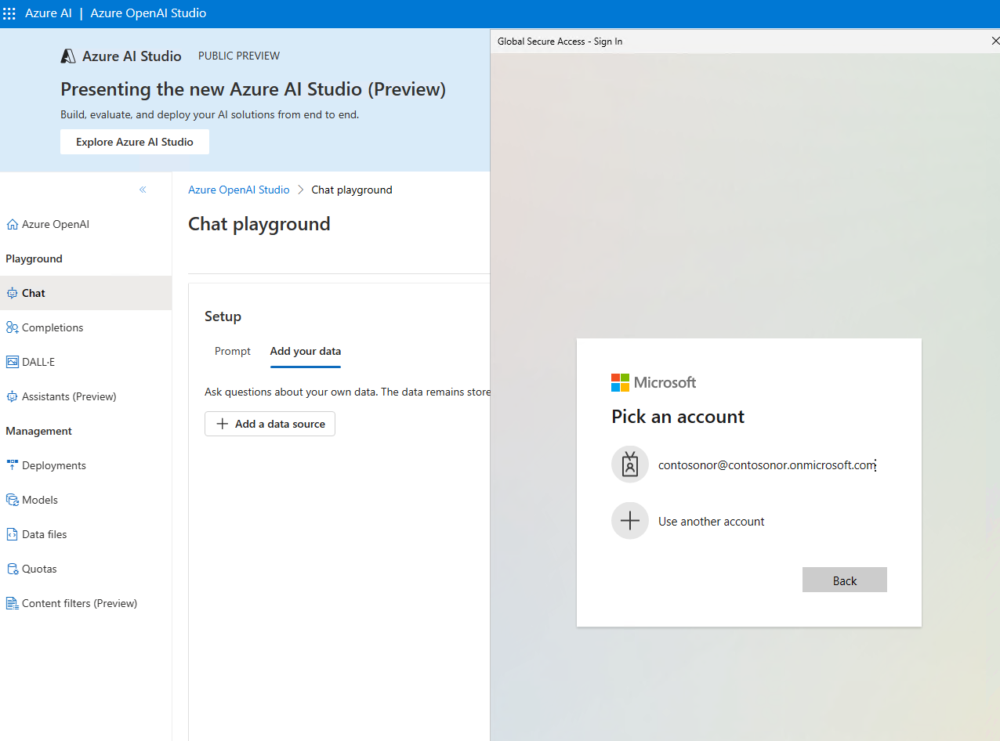 Azure AI | Azure OpenAI Studio
Azure AI Studio PUBLIC PREVIEW
Presenting the new Azure AI Studio (Preview)
Build, evaluate, and deploy your AI solutions from end to end.
Explore Azure AI Studio
Azure OpenAI
Playground
Chat
Completions
DALL·E
Assistants (Preview)
Management
Deployments
Models
Data files
Quotas
Content filters (Preview)
Azure OpenAI Studio > Chat playground
Chat playground
Setup
Prompt Add your data
Ask questions about your own data. The data remains store
Add a data source
Global Secure Access - Sign In
Microsoft
Pick an account
contosonor@contosonor.onmicrosoft.com
Use another account
Back